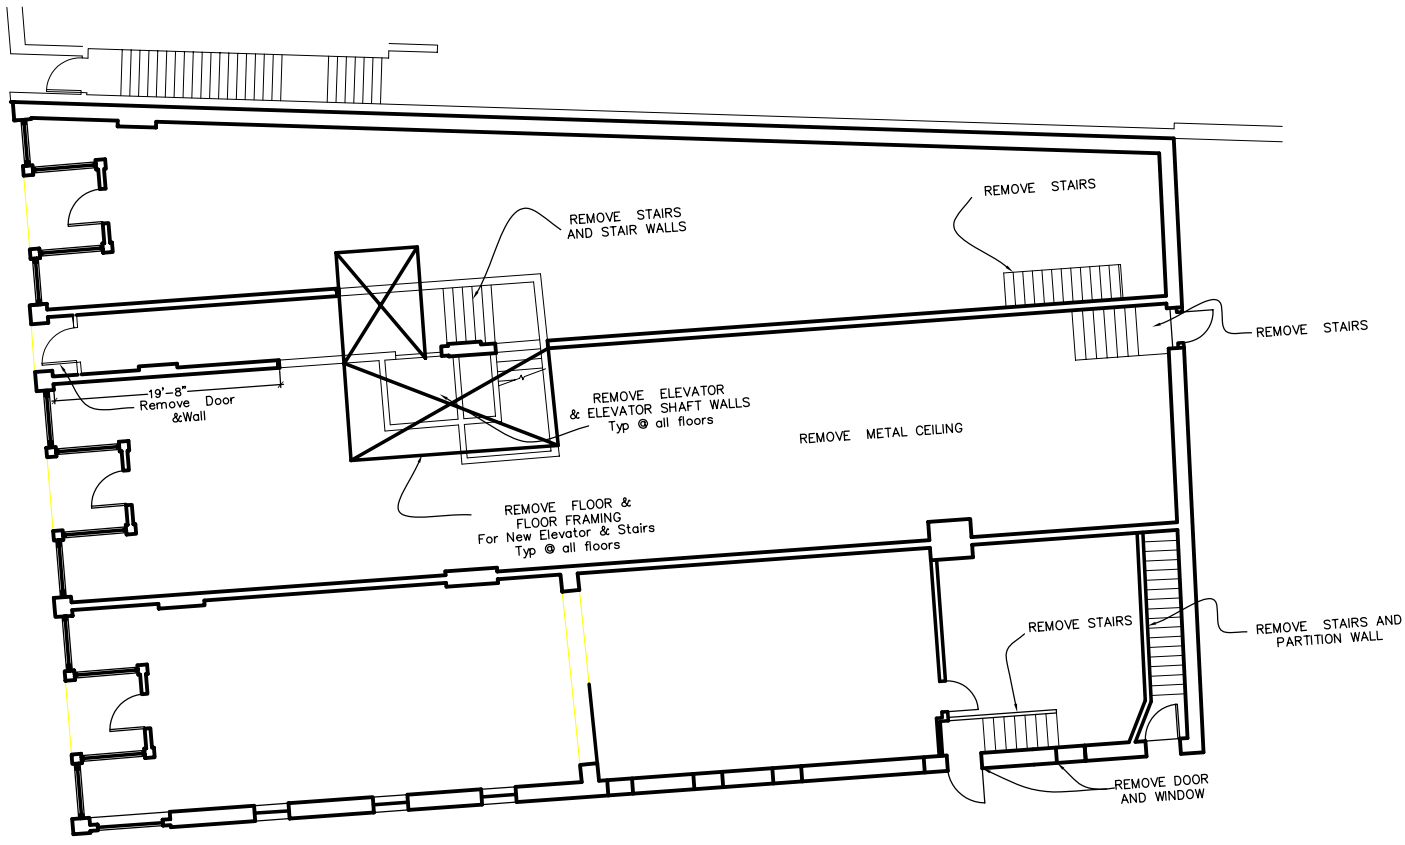 REMOVE STAIRS
REMOVE STAIRS
AND STAIR WALLS
REMOVE STAIRS
19'-8"
Remove Door
&Wall
REMOVE ELEVATOR
& ELEVATOR SHAFT WALLS
Typ @ all floors
REMOVE METAL CEILING
REMOVE FLOOR &
FLOOR FRAMING
For New Elevator & Stairs
Typ @ all floors
REMOVE STAIRS
REMOVE STAIRS AND
PARTITION WALL
REMOVE DOOR
AND WINDOW